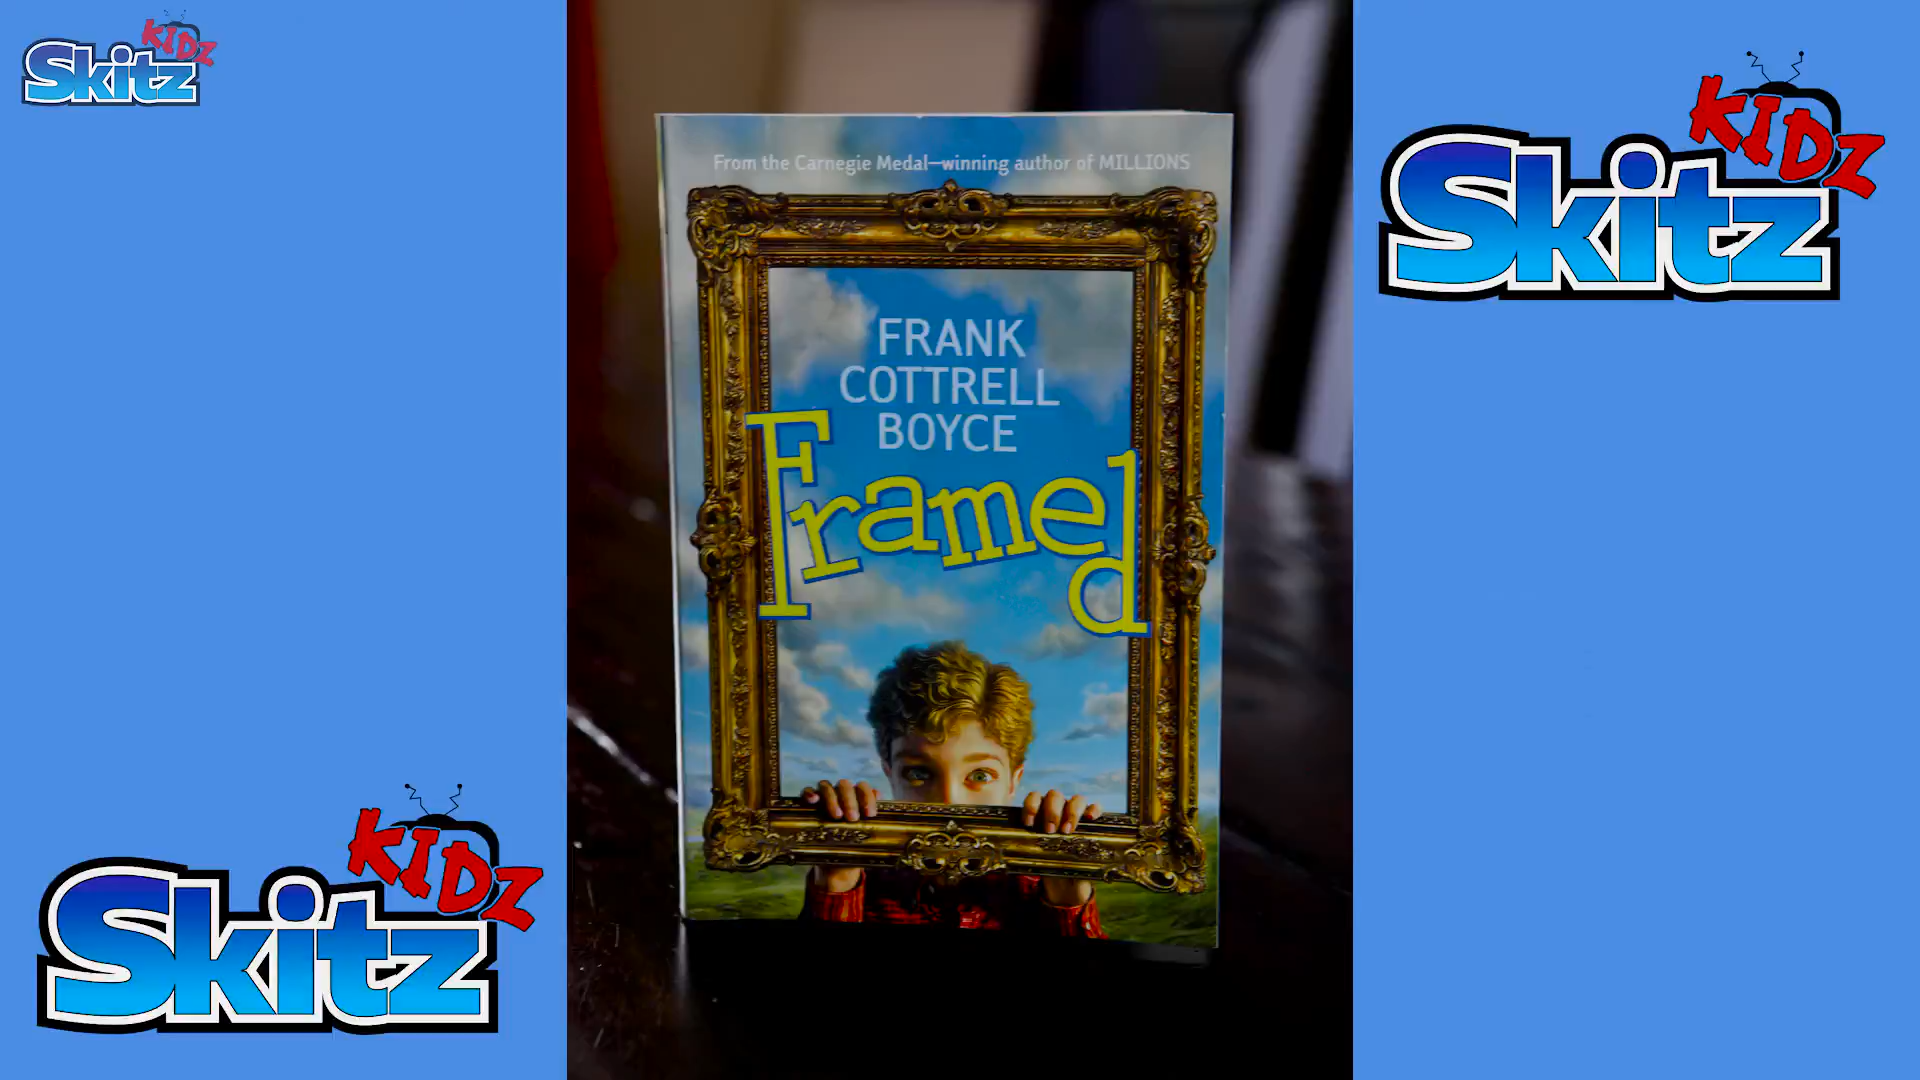 Skitz KIDZ
From the Carnegie Medal—winning author of MILLIONS
FRANK
COTTRELL
BOYCE
Framed
Skitz KIDZ
Skitz KIDZ